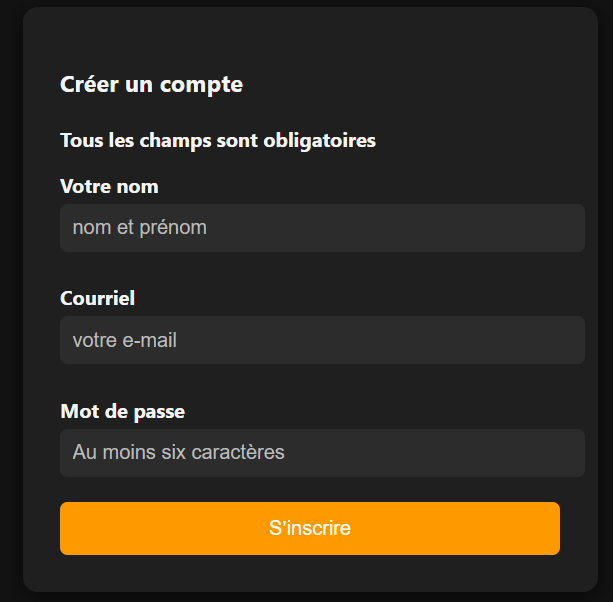 Créer un compte
Tous les champs sont obligatoires
Votre nom
nom et prénom
Courriel
votre e-mail
Mot de passe
Au moins six caractères
S'inscrire